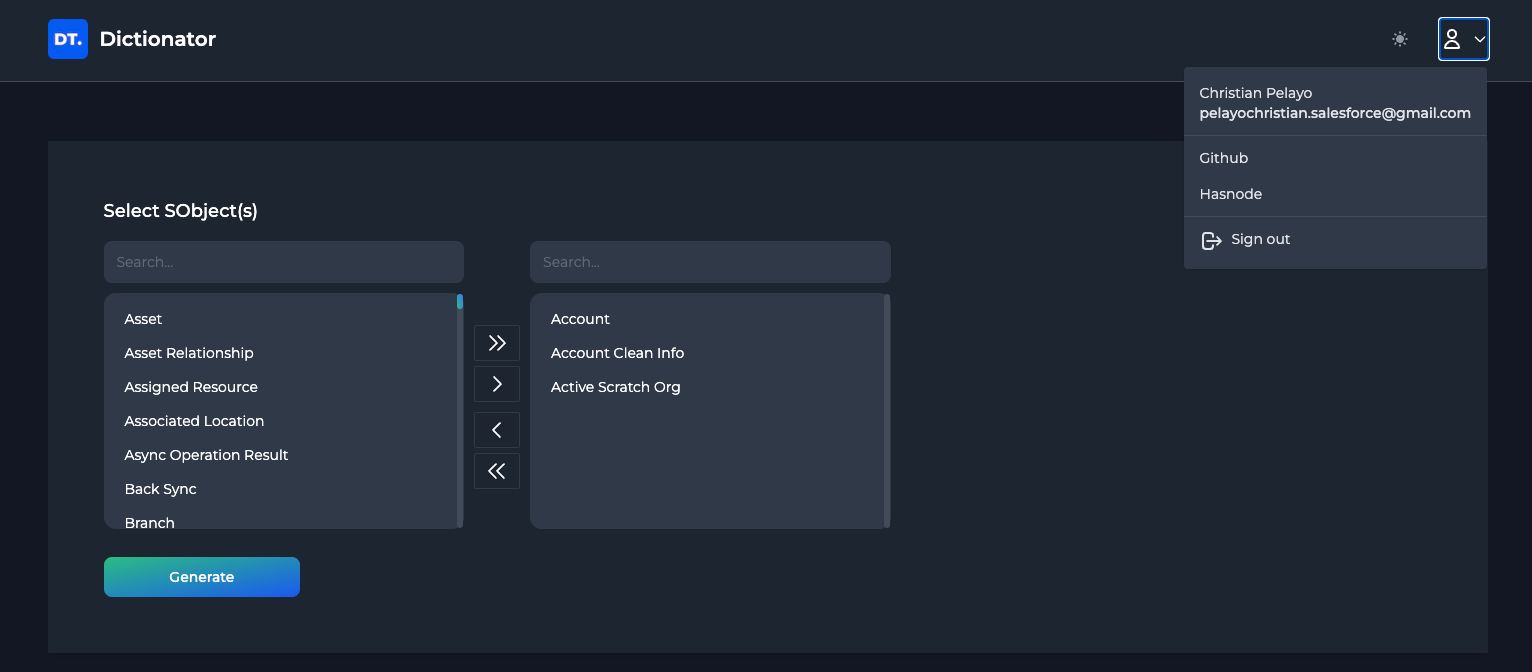 DT.
Dictionator
Christian Pelayo
pelayochristian.salesforce@gmail.com
Github
Hasnode
Sign out
Select SObject(s)
Search...
Search...
Asset
Asset Relationship
Assigned Resource
Associated Location
Async Operation Result
Back Sync
Branch
Account
Account Clean Info
Active Scratch Org
Generate